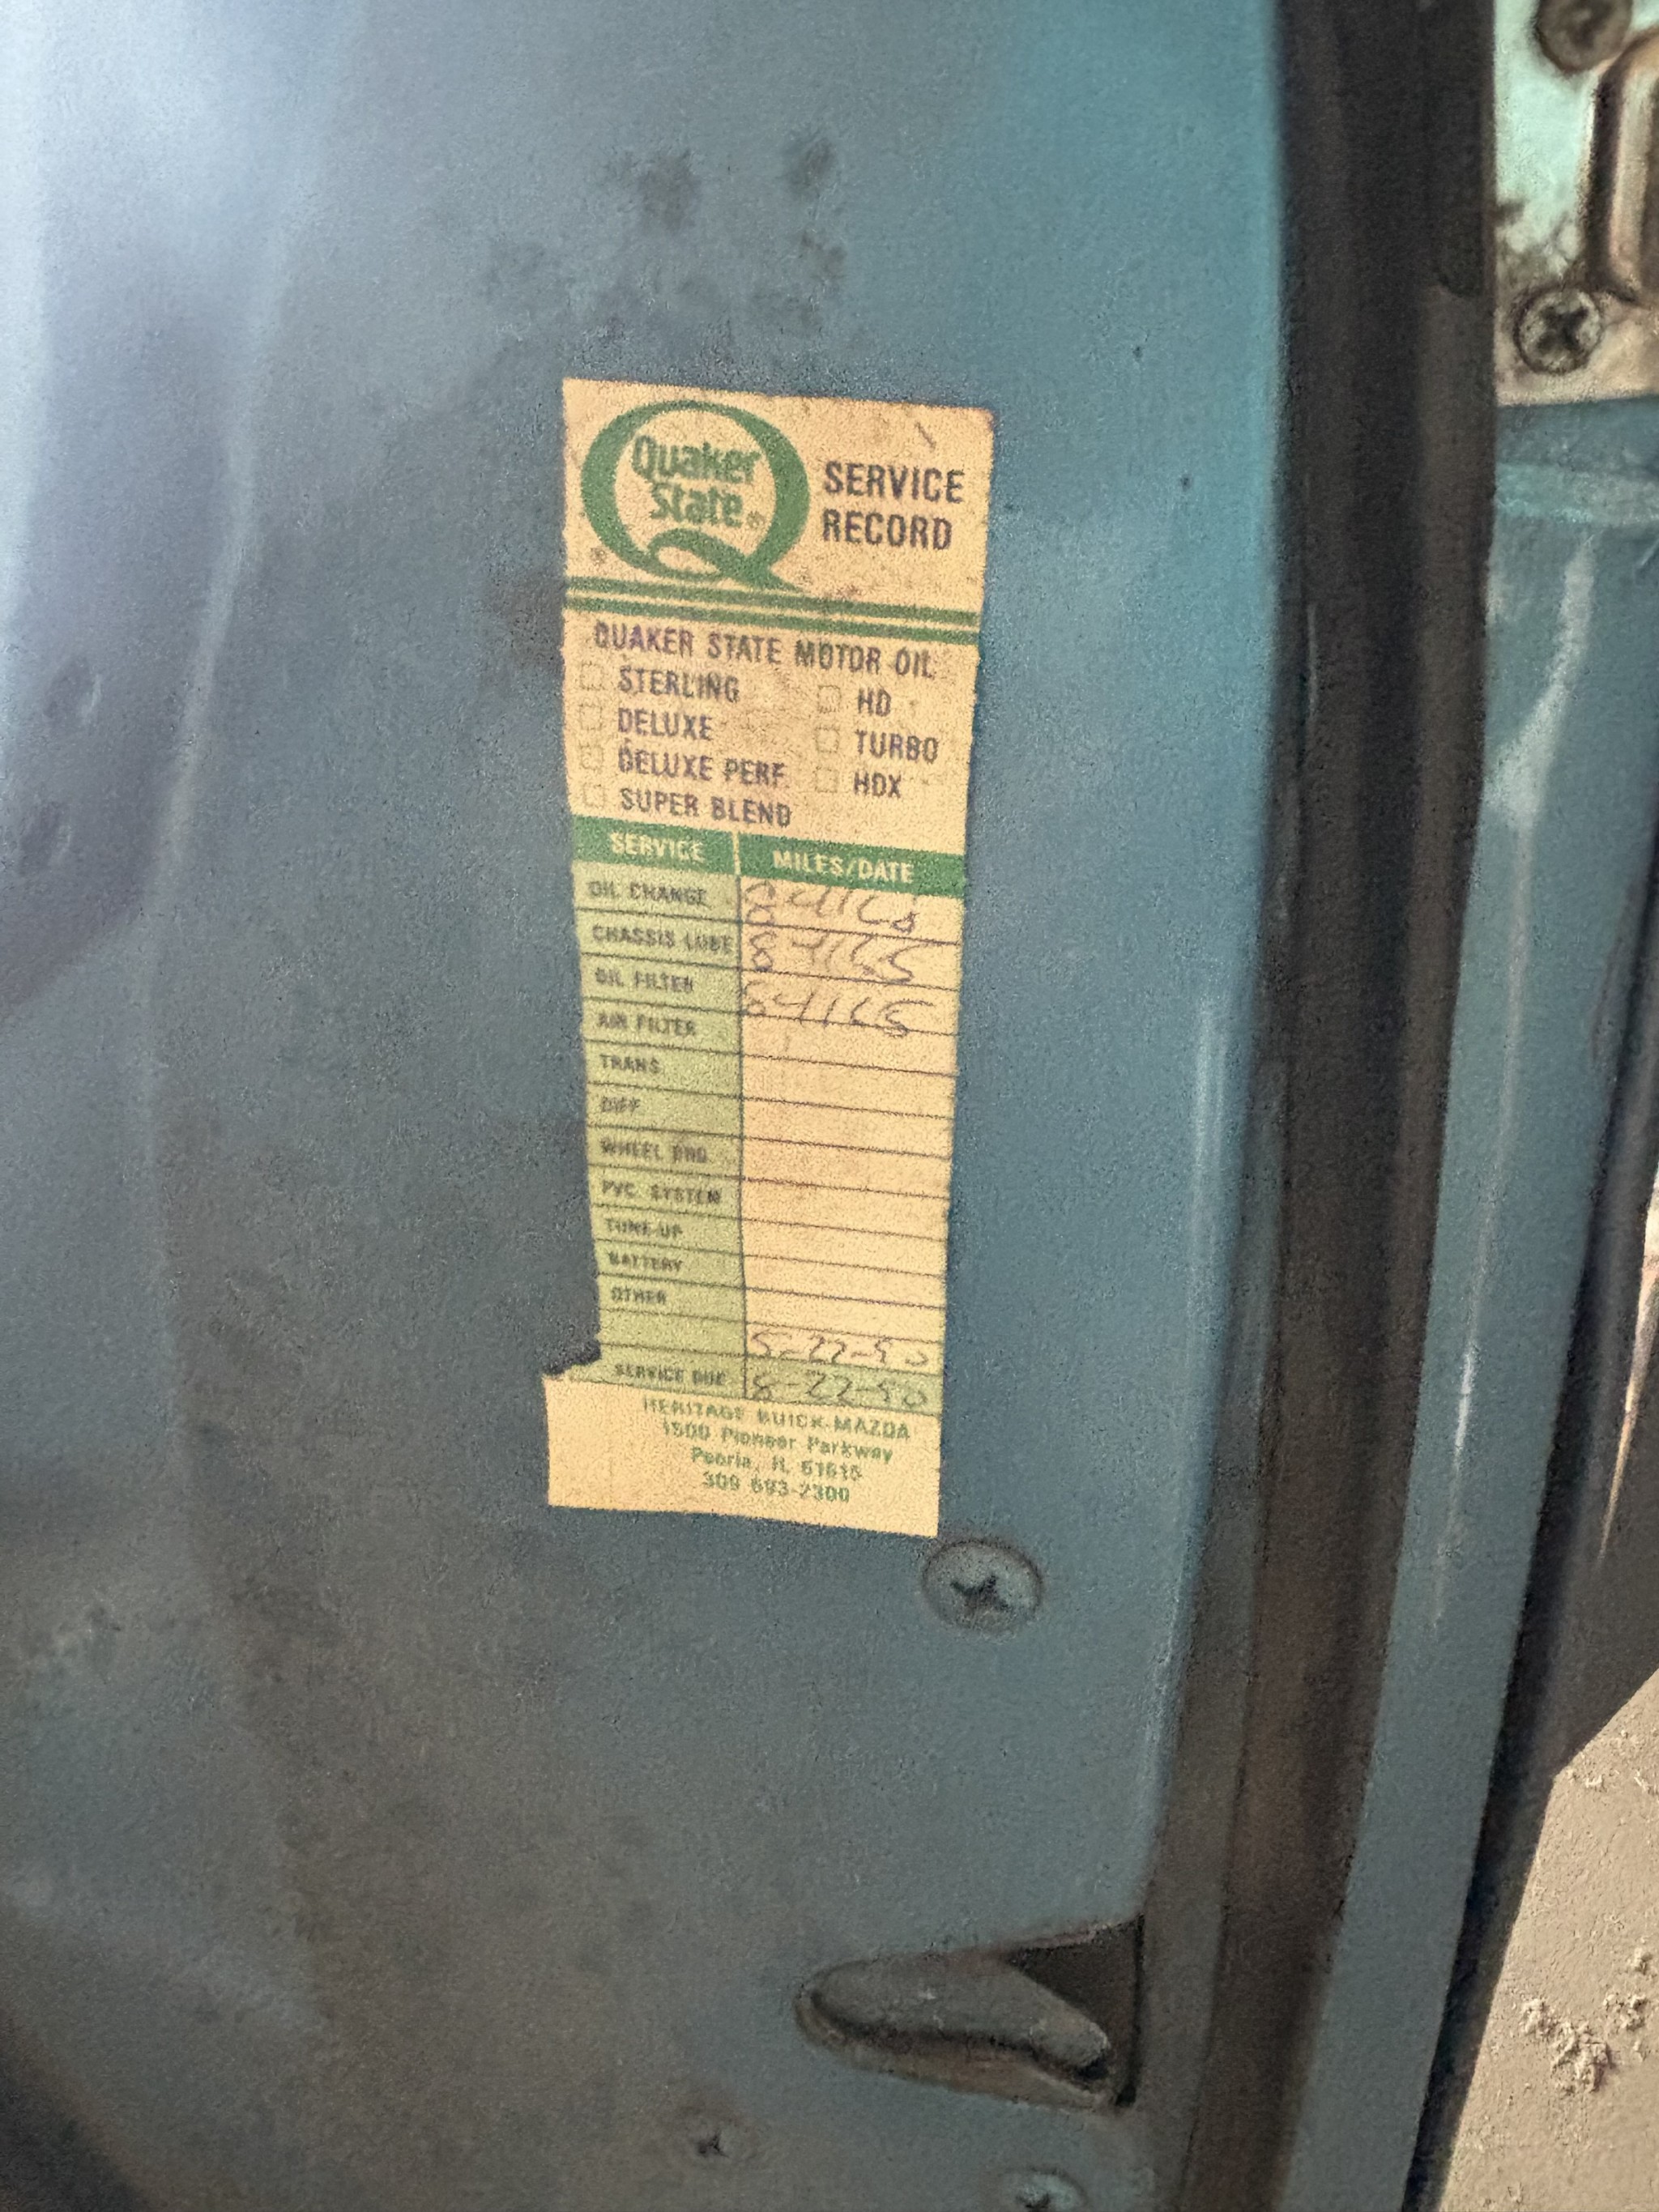 Quaker
State®
SERVICE
RECORD
QUAKER STATE MOTOR OIL
STERLING HD
DELUXE TURBO
DELUXE PERF. HDX
SUPER BLEND
SERVICE MILES/DATE
OIL CHANGE
CHASSIS LUBE 84165
OIL FILTER 84165
AIR FILTER
TRANS.
DIFF.
WHEEL BRG.
PVC SYSTEM
TUNE-UP
BATTERY
OTHER
5-22-90
SERVICE DUE 8-22-90
HERITAGE BUICK-MAZDA
1500 Pioneer Parkway
Peoria, IL 61615
309 693-2300